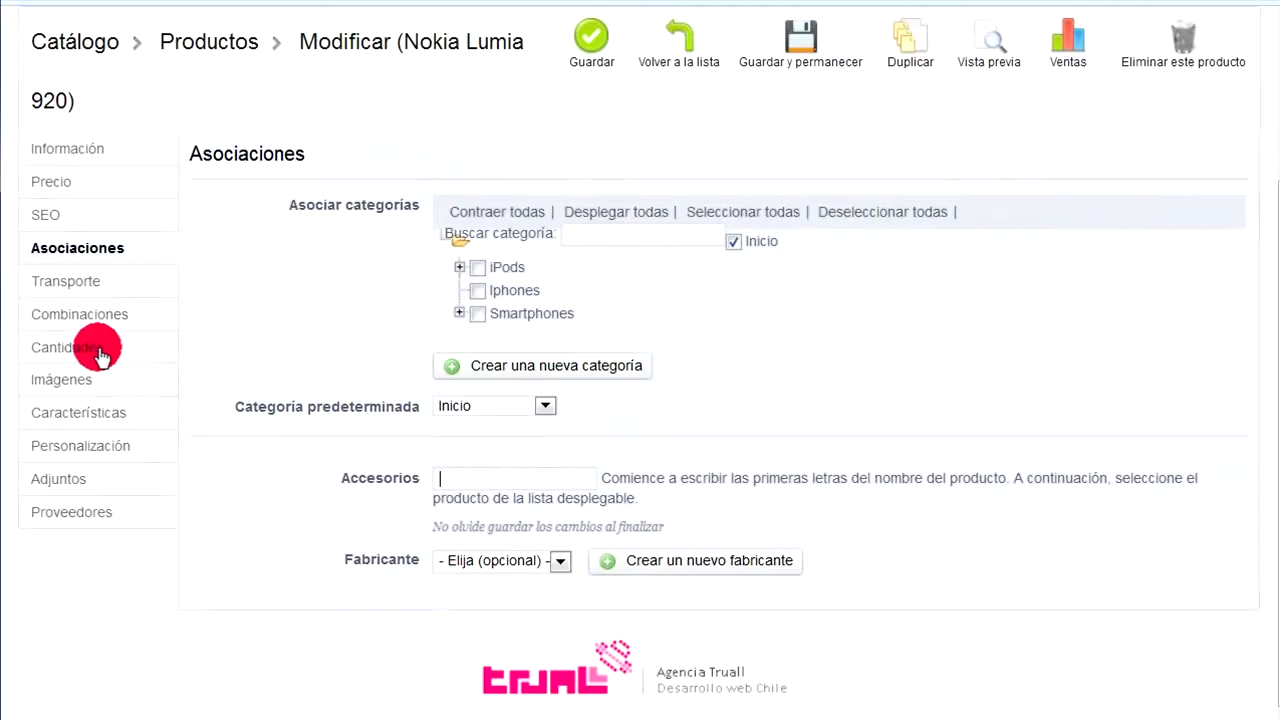 Catálogo > Productos > Modificar (Nokia Lumia 920)
Guardar
Volver a la lista
Guardar y permanecer
Duplicar
Vista previa
Ventas
Eliminar este producto
Información
Precio
SEO
Asociaciones
Transporte
Combinaciones
Cantidades
Imágenes
Características
Personalización
Adjuntos
Proveedores
Asociaciones
Asociar categorías
Contraer todas | Desplegar todas | Seleccionar todas | Deseleccionar todas |
Buscar categoría:
Inicio
iPods
Iphones
Smartphones
Crear una nueva categoría
Categoría predeterminada
Inicio
Accesorios
Comience a escribir las primeras letras del nombre del producto. A continuación, seleccione el
producto de la lista desplegable.
No olvide guardar los cambios al finalizar
Fabricante
- Elija (opcional) -
Crear un nuevo fabricante
truall
Agencia Truall
Desarrollo web Chile